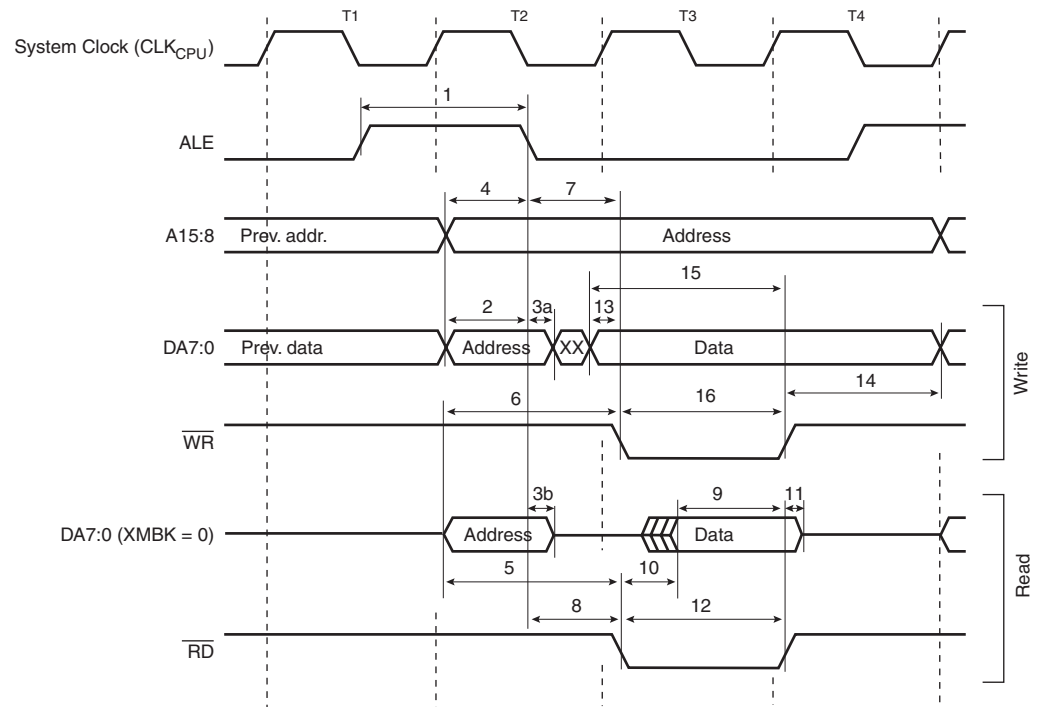 T1 T2 T3 T4
System Clock (CLKCPU)
1
ALE
4 7
A15:8 Prev. addr. Address
15
2 3a 13
DA7:0 Prev. data Address XX Data
14
6 16
WR
Write
3b 9 11
DA7:0 (XMBK = 0) Address Data
5 10
8 12
RD
Read